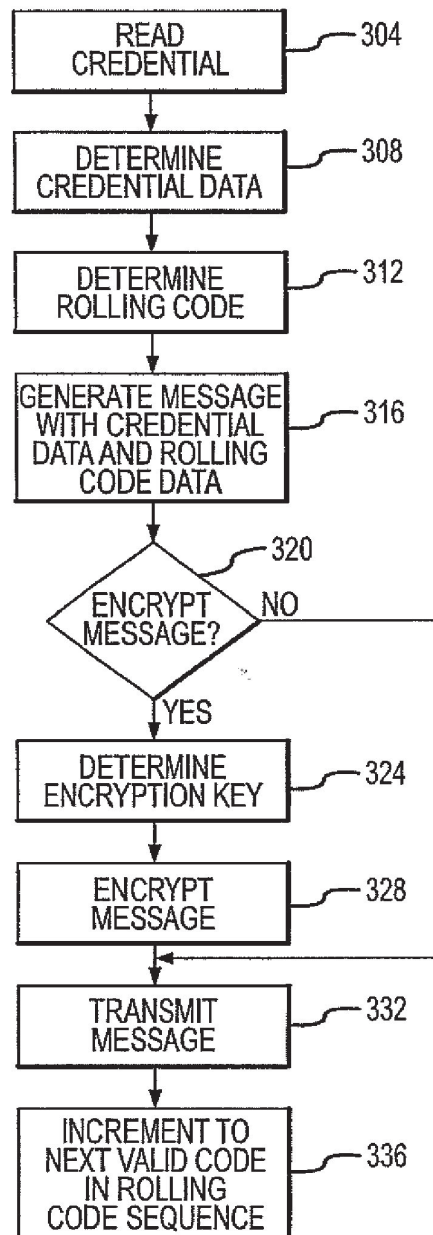 READ
CREDENTIAL
304
DETERMINE
CREDENTIAL DATA
308
DETERMINE
ROLLING CODE
312
GENERATE MESSAGE
WITH CREDENTIAL
DATA AND ROLLING
CODE DATA
316
ENCRYPT
MESSAGE?
320
NO
YES
DETERMINE
ENCRYPTION KEY
324
ENCRYPT
MESSAGE
328
TRANSMIT
MESSAGE
332
INCREMENT TO
NEXT VALID CODE
IN ROLLING
CODE SEQUENCE
336